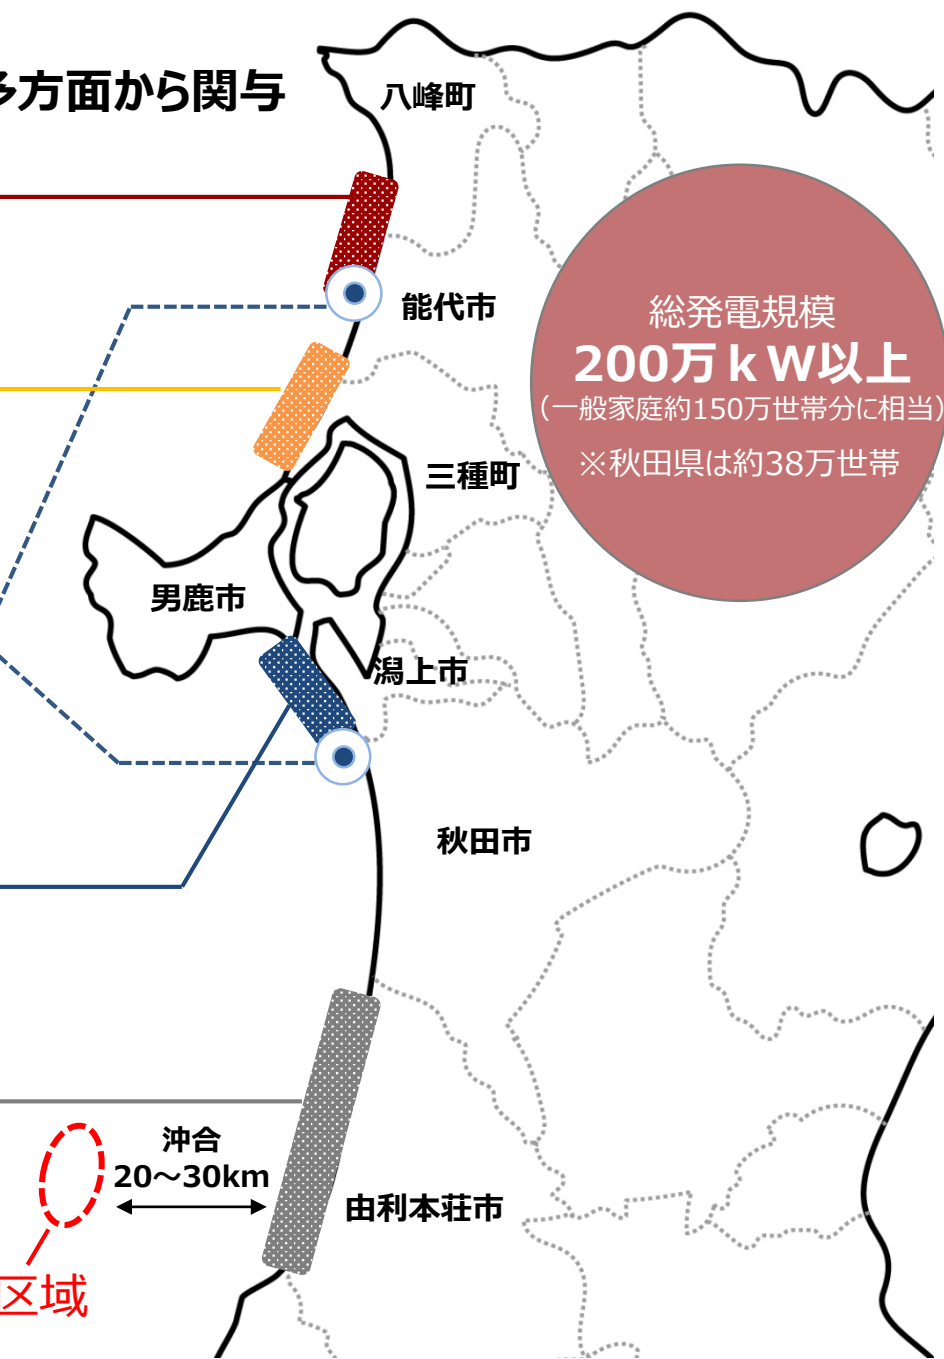 多方面から関与
八峰町
能代市
総発電規模
200万ｋW以上
（一般家庭約150万世帯分に相当）
※秋田県は約38万世帯
三種町
男鹿市
潟上市
秋田市
沖合
20～30km
由利本荘市
区域